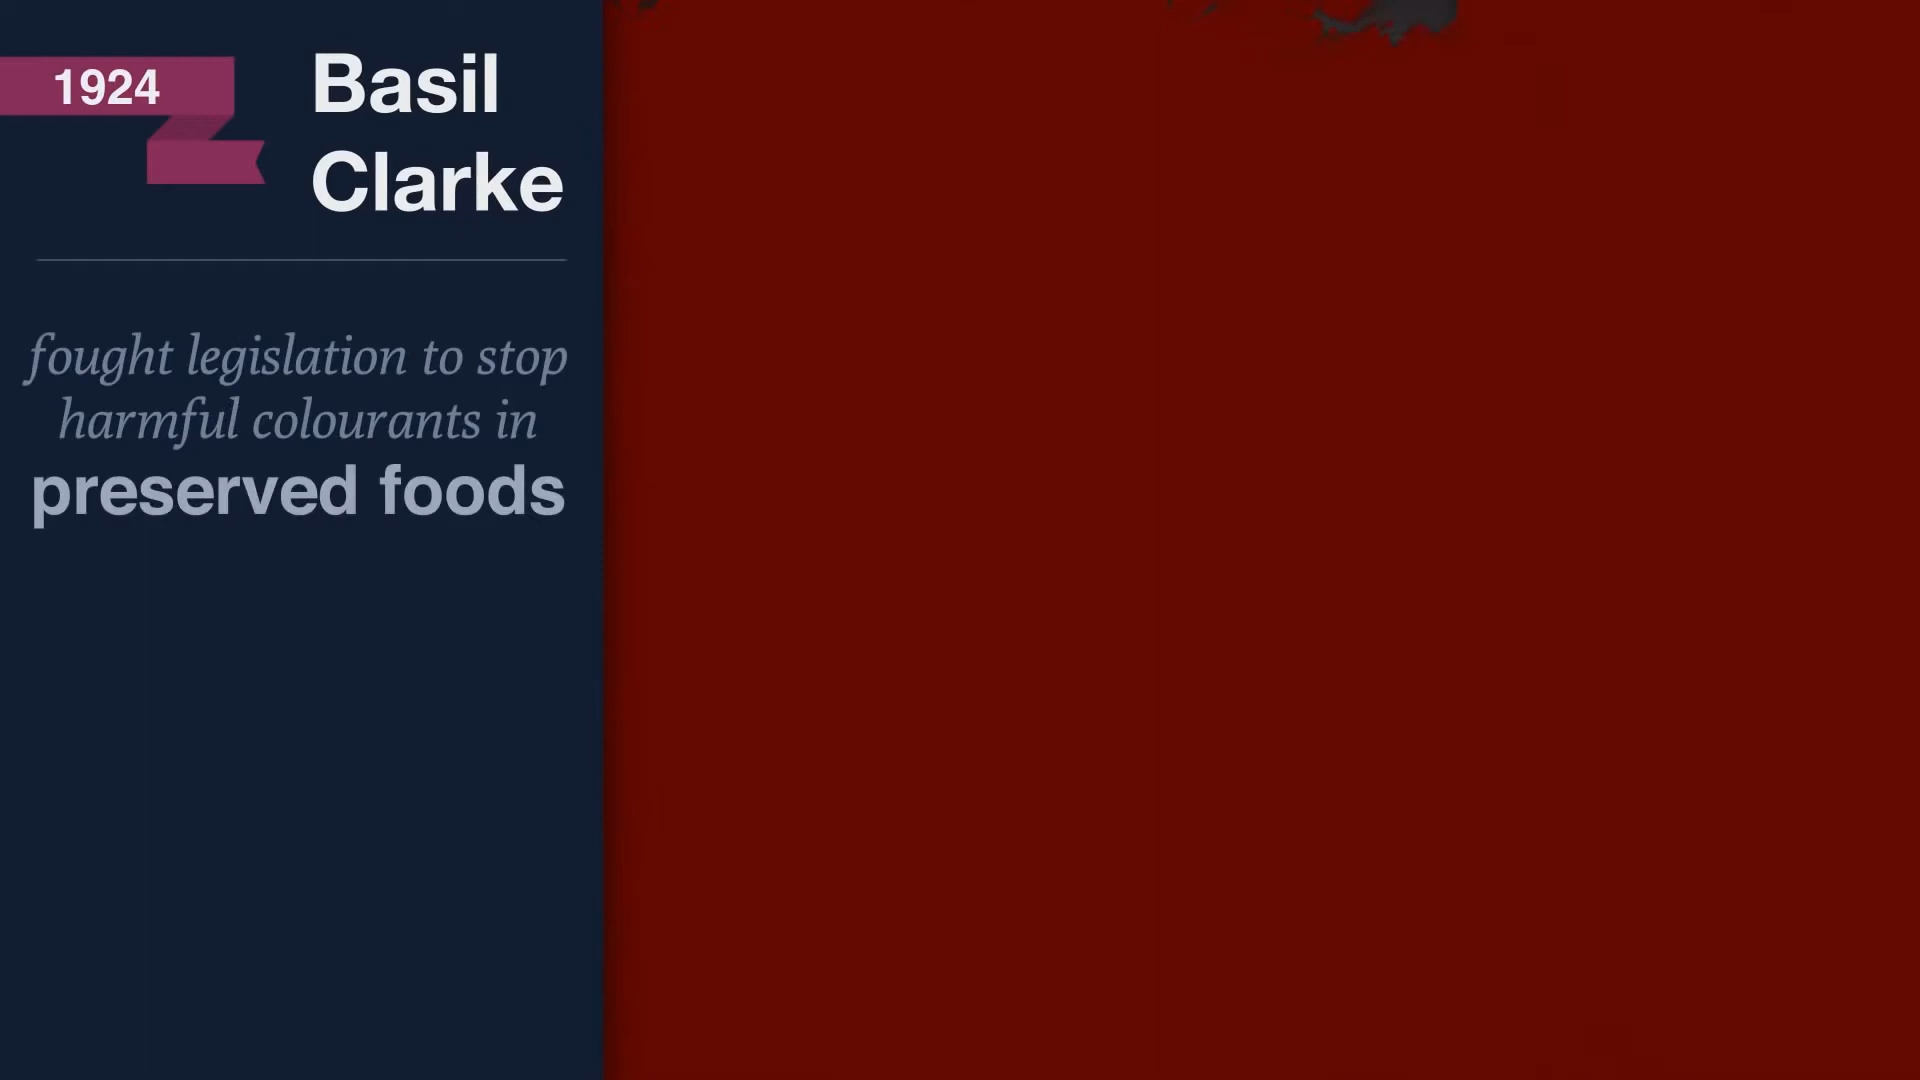 1924
Basil
Clarke
fought legislation to stop
harmful colourants in
preserved foods